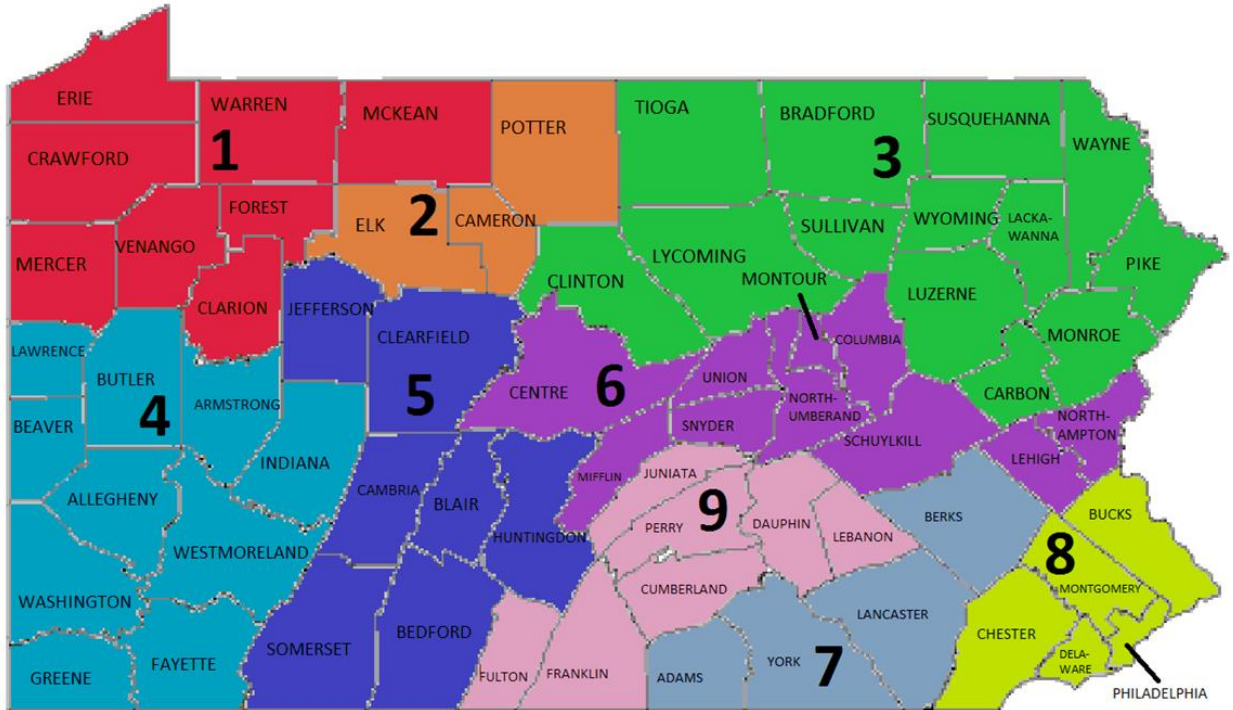 ERIE
WARREN
MCKEAN
POTTER
TIOGA
BRADFORD
SUSQUEHANNA
WAYNE
CRAWFORD
1
3
FOREST
ELK
2
CAMERON
SULLIVAN
WYOMING
LACKA-
WANNA
VENANGO
MERCER
LYCOMING
PIKE
CLINTON
MONTOUR
LUZERNE
CLARION
JEFFERSON
MONROE
LAWRENCE
CLEARFIELD
COLUMBIA
BUTLER
UNION
CENTRE
6
CARBON
ARMSTRONG
5
NORTH-
UMBERAND
4
BEAVER
SNYDER
SCHUYLKILL
NORTH-
AMPTON
LEHIGH
INDIANA
MIFFLIN
JUNIATA
ALLEGHENY
CAMBRIA
BLAIR
9
BUCKS
PERRY
DAUPHIN
BERKS
HUNTINGDON
LEBANON
WESTMORELAND
8
CUMBERLAND
MONTGOMERY
WASHINGTON
LANCASTER
BEDFORD
CHESTER
SOMERSET
FAYETTE
YORK
7
DELA-
WARE
GREENE
FULTON
FRANKLIN
ADAMS
PHILADELPHIA